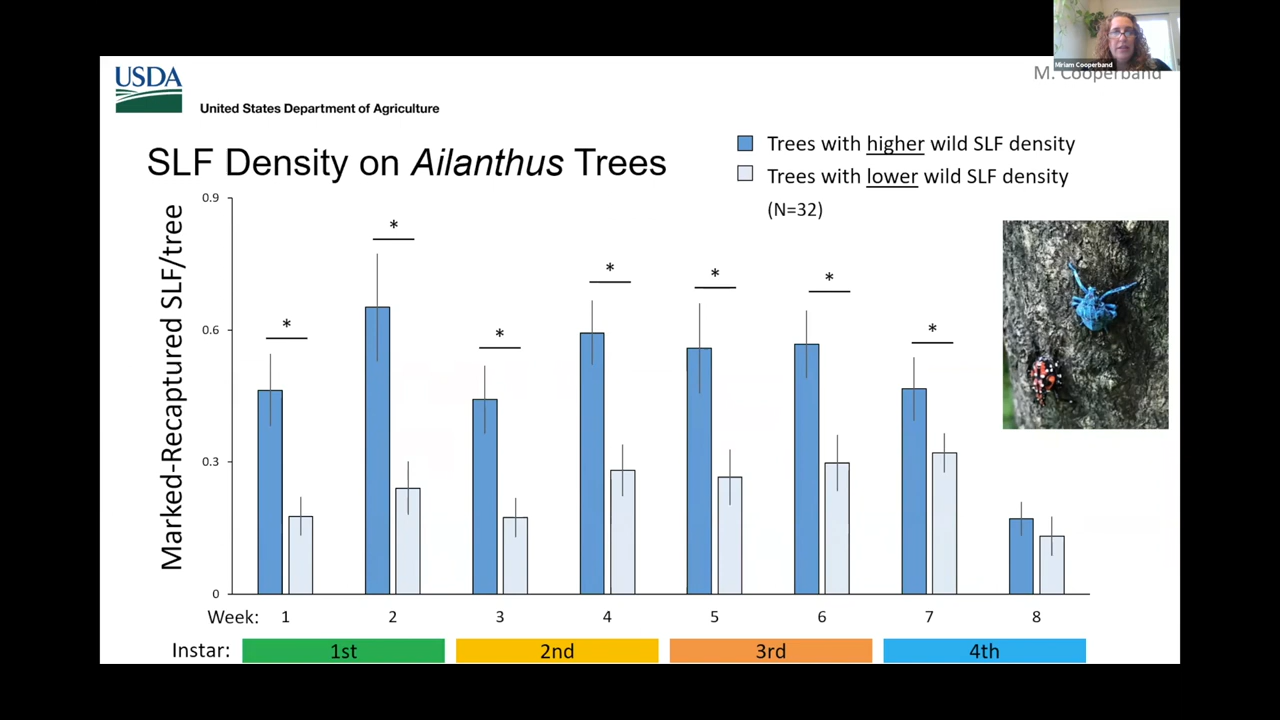 Miriam Cooperband
M. Cooperband
USDA
United States Department of Agriculture
SLF Density on Ailanthus Trees
Trees with higher wild SLF density
Trees with lower wild SLF density
(N=32)
Marked-Recaptured SLF/tree
0.9
0.6
0.3
0
* * * * * * *
Week: 1 2 3 4 5 6 7 8
Instar: 1st 2nd 3rd 4th